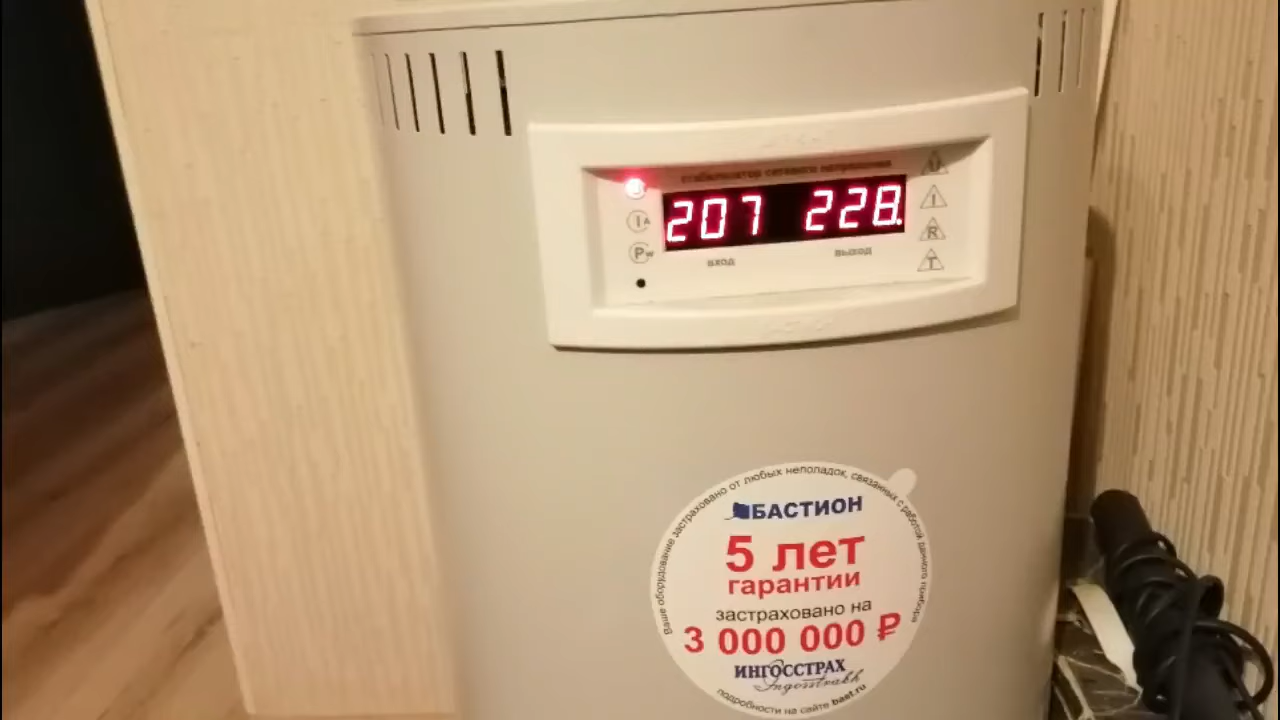 стабилизатор сетевого напряжения
U
U
207 228.
I A
I
P W
R
вход
выход
T
Ваше оборудование застраховано от любых неполадок, связанных с работой данного прибора
БАСТИОН
5 лет
гарантии
застраховано на
3 000 000 ₽
ИНГОССТРАХ
Ingosstrakh
подробности на сайте bast.ru